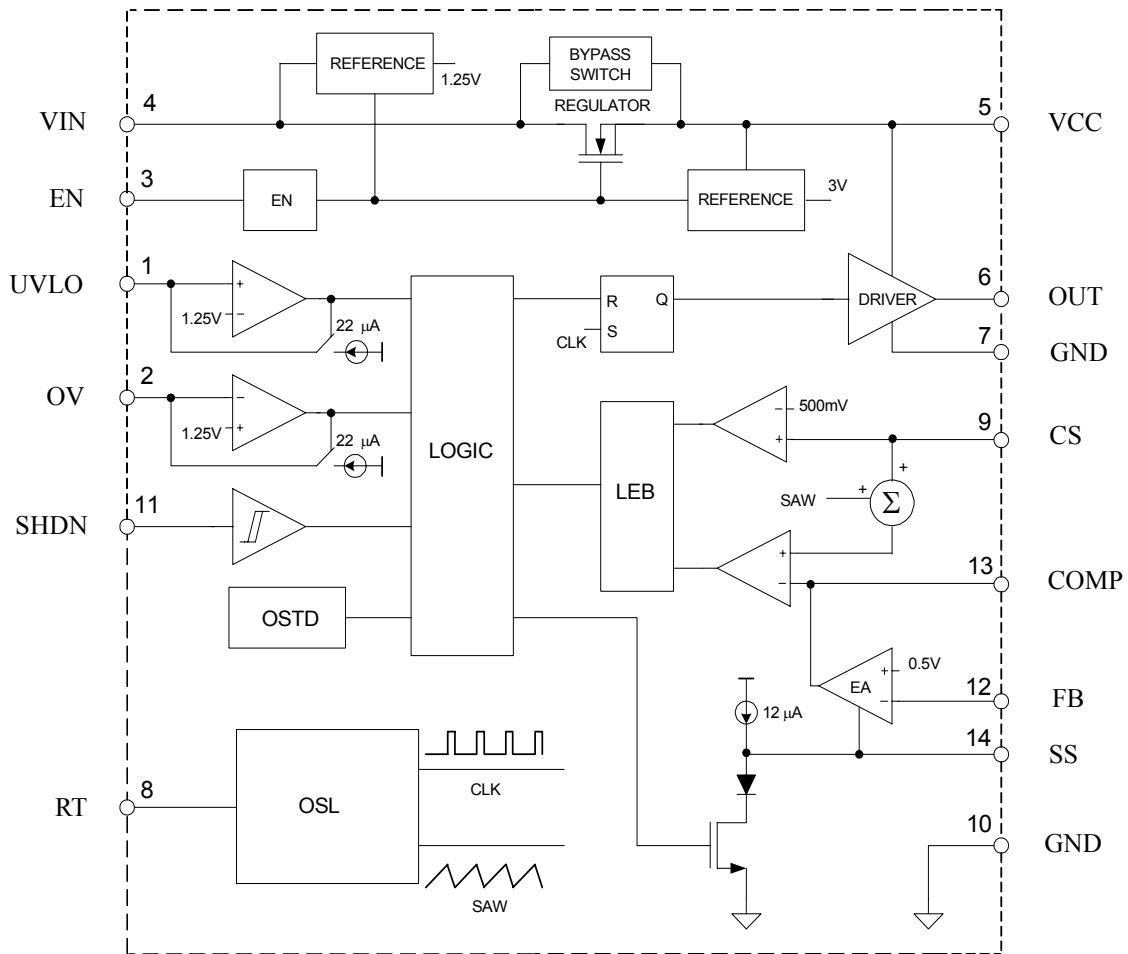 REFERENCE
1.25V
BYPASS
SWITCH
REGULATOR
VIN
4
5
VCC
EN
3
EN
REFERENCE
3V
UVLO
1
+
1.25V
−
22 μA
R
Q
S
CLK
DRIVER
6
OUT
7
GND
OV
2
−
1.25V
+
22 μA
LOGIC
LEB
−
500mV
+
9
CS
SHDN
11
SAW
+
+
Σ
+
−
13
COMP
OSTD
EA
+
0.5V
−
12
FB
12 μA
14
SS
RT
8
OSL
CLK
SAW
10
GND